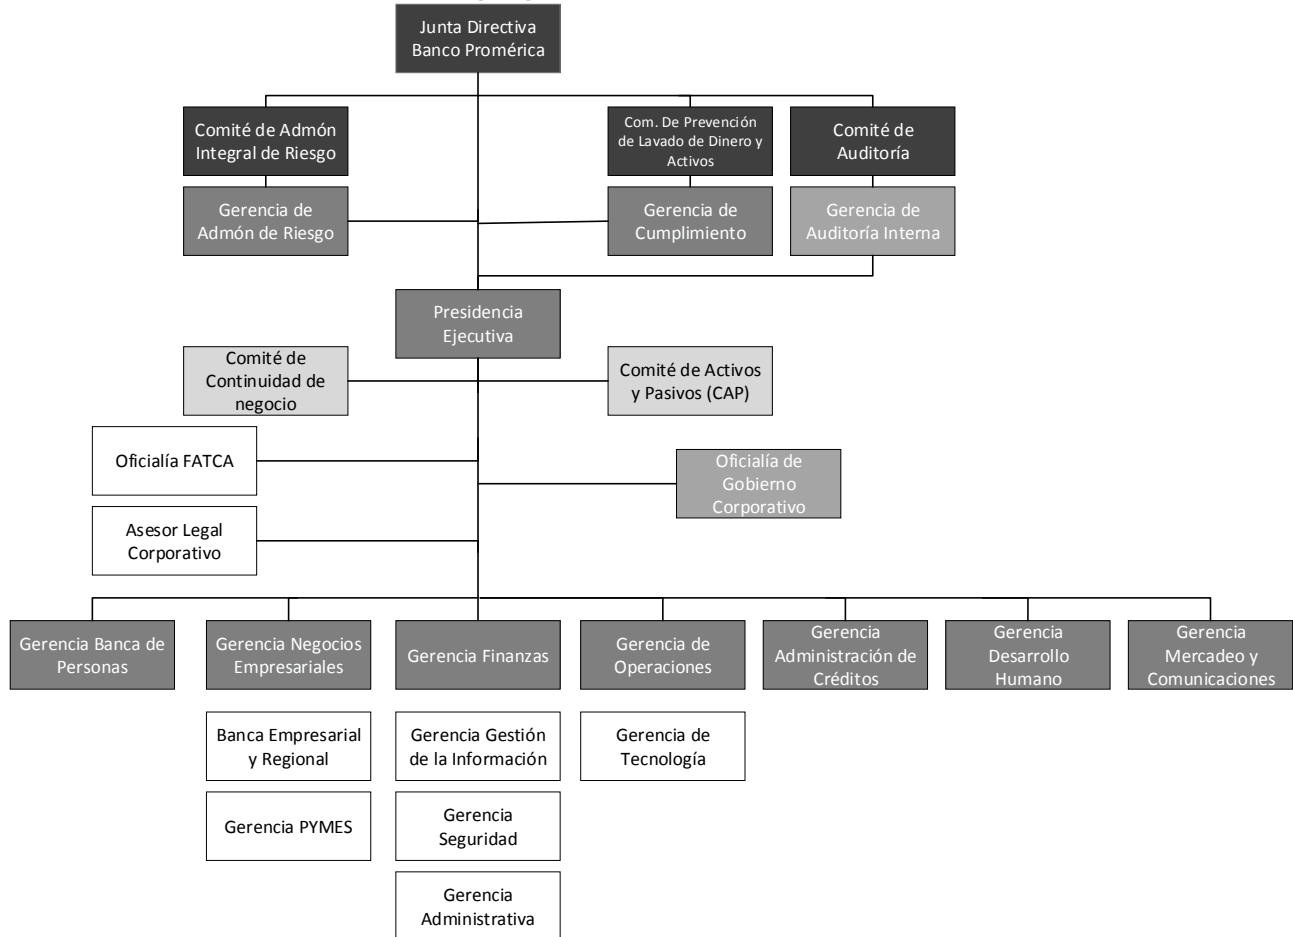 Junta Directiva
Banco Promérica
Comité de Admón
Integral de Riesgo
Com. De Prevención
de Lavado de Dinero y
Activos
Comité de
Auditoría
Gerencia de
Admón de Riesgo
Gerencia de
Cumplimiento
Gerencia de
Auditoría Interna
Presidencia
Ejecutiva
Comité de
Continuidad de
negocio
Comité de Activos
y Pasivos (CAP)
Oficialía FATCA
Oficialía de
Gobierno
Corporativo
Asesor Legal
Corporativo
Gerencia Banca de
Personas
Gerencia Negocios
Empresariales
Gerencia Finanzas
Gerencia de
Operaciones
Gerencia
Administración de
Créditos
Gerencia
Desarrollo
Humano
Gerencia
Mercadeo y
Comunicaciones
Banca Empresarial
y Regional
Gerencia Gestión
de la Información
Gerencia de
Tecnología
Gerencia PYMES
Gerencia
Seguridad
Gerencia
Administrativa